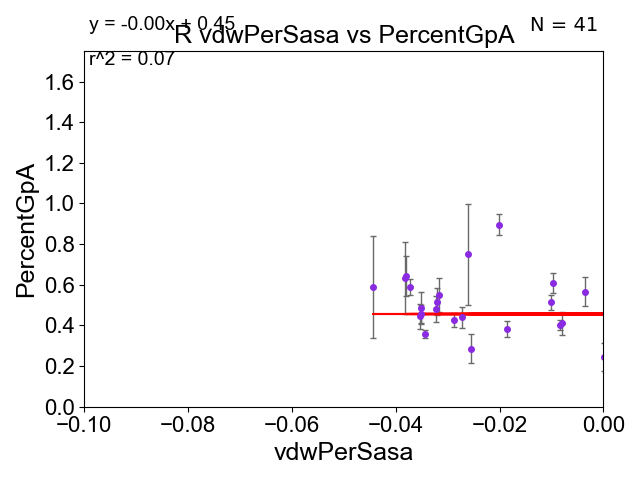 y = -0.00x + 0.45
N = 41
R vdwPerSasa vs PercentGpA
r^2 = 0.07
1.6
1.4
1.2
1.0
0.8
0.6
0.4
0.2
0.0
PercentGpA
−0.10 −0.08 −0.06 −0.04 −0.02 0.00
vdwPerSasa